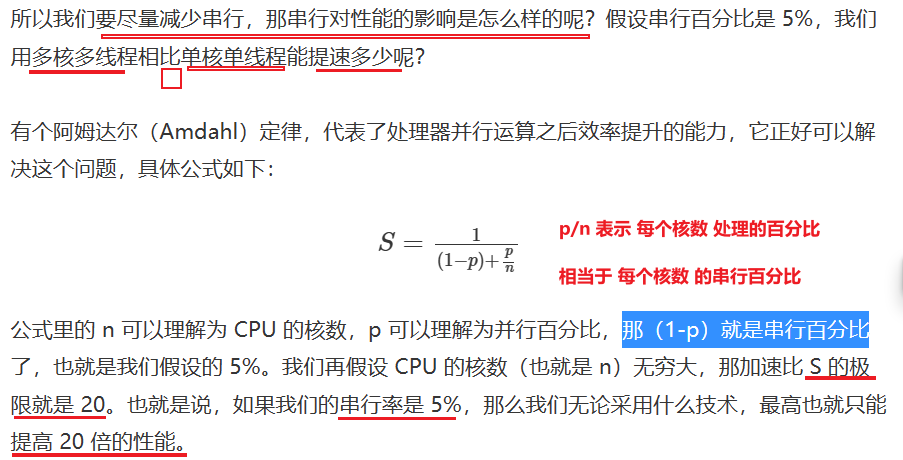 所以我们要尽量减少串行，那串行对性能的影响是怎么样的呢？假设串行百分比是 5%，我们
用多核多线程相比单核单线程能提速多少呢？
有个阿姆达尔（Amdahl）定律，代表了处理器并行运算之后效率提升的能力，它正好可以解
决这个问题，具体公式如下：
S = 1/((1−p)+p/n)
p/n 表示 每个核数 处理的百分比
相当于 每个核数 的串行百分比
公式里的 n 可以理解为 CPU 的核数，p 可以理解为并行百分比，那（1-p）就是串行百分比
了，也就是我们假设的 5%。我们再假设 CPU 的核数（也就是 n）无穷大，那加速比 S 的极
限就是 20。也就是说，如果我们的串行率是 5%，那么我们无论采用什么技术，最高也就只能
提高 20 倍的性能。